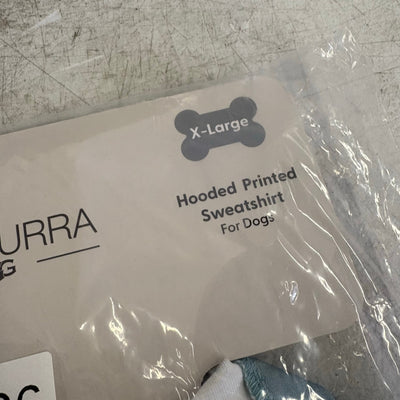 X-Large
Hooded Printed
Sweatshirt
For Dogs
URRA
G